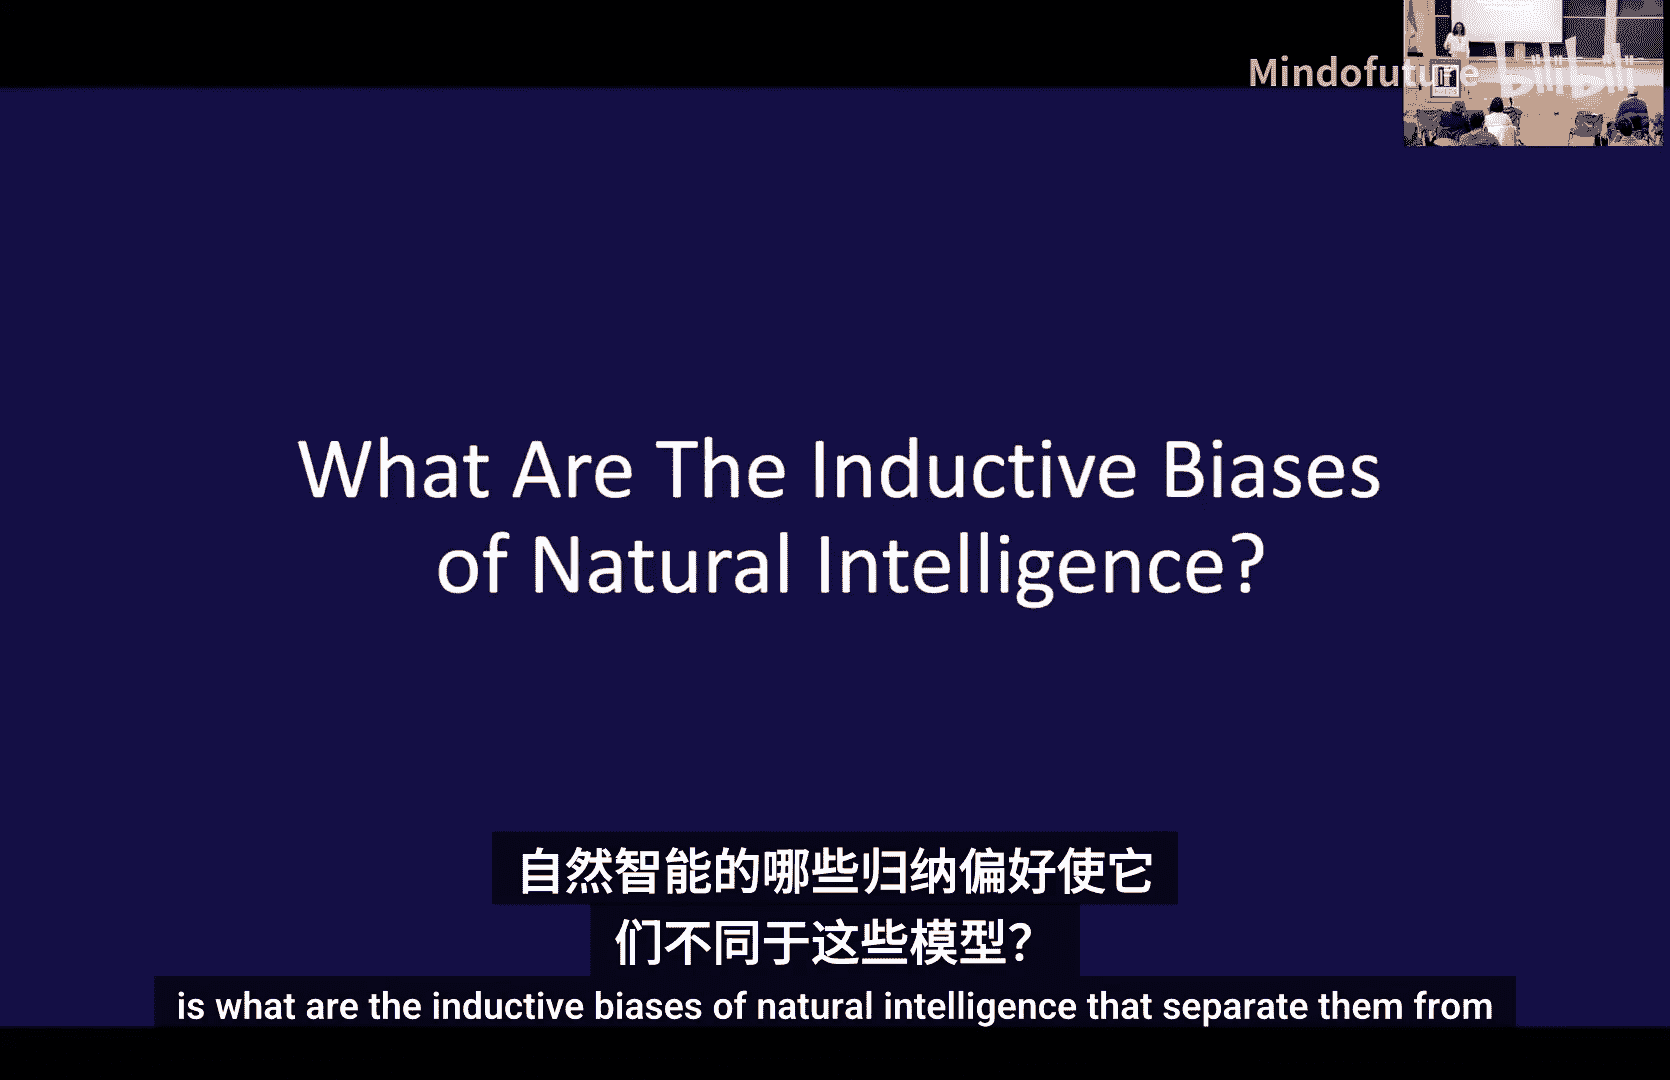 Mindofuture
bilibili
What Are The Inductive Biases
of Natural Intelligence?
自然智能的哪些归纳偏好使它
们不同于这些模型？
is what are the inductive biases of natural intelligence that separate them from